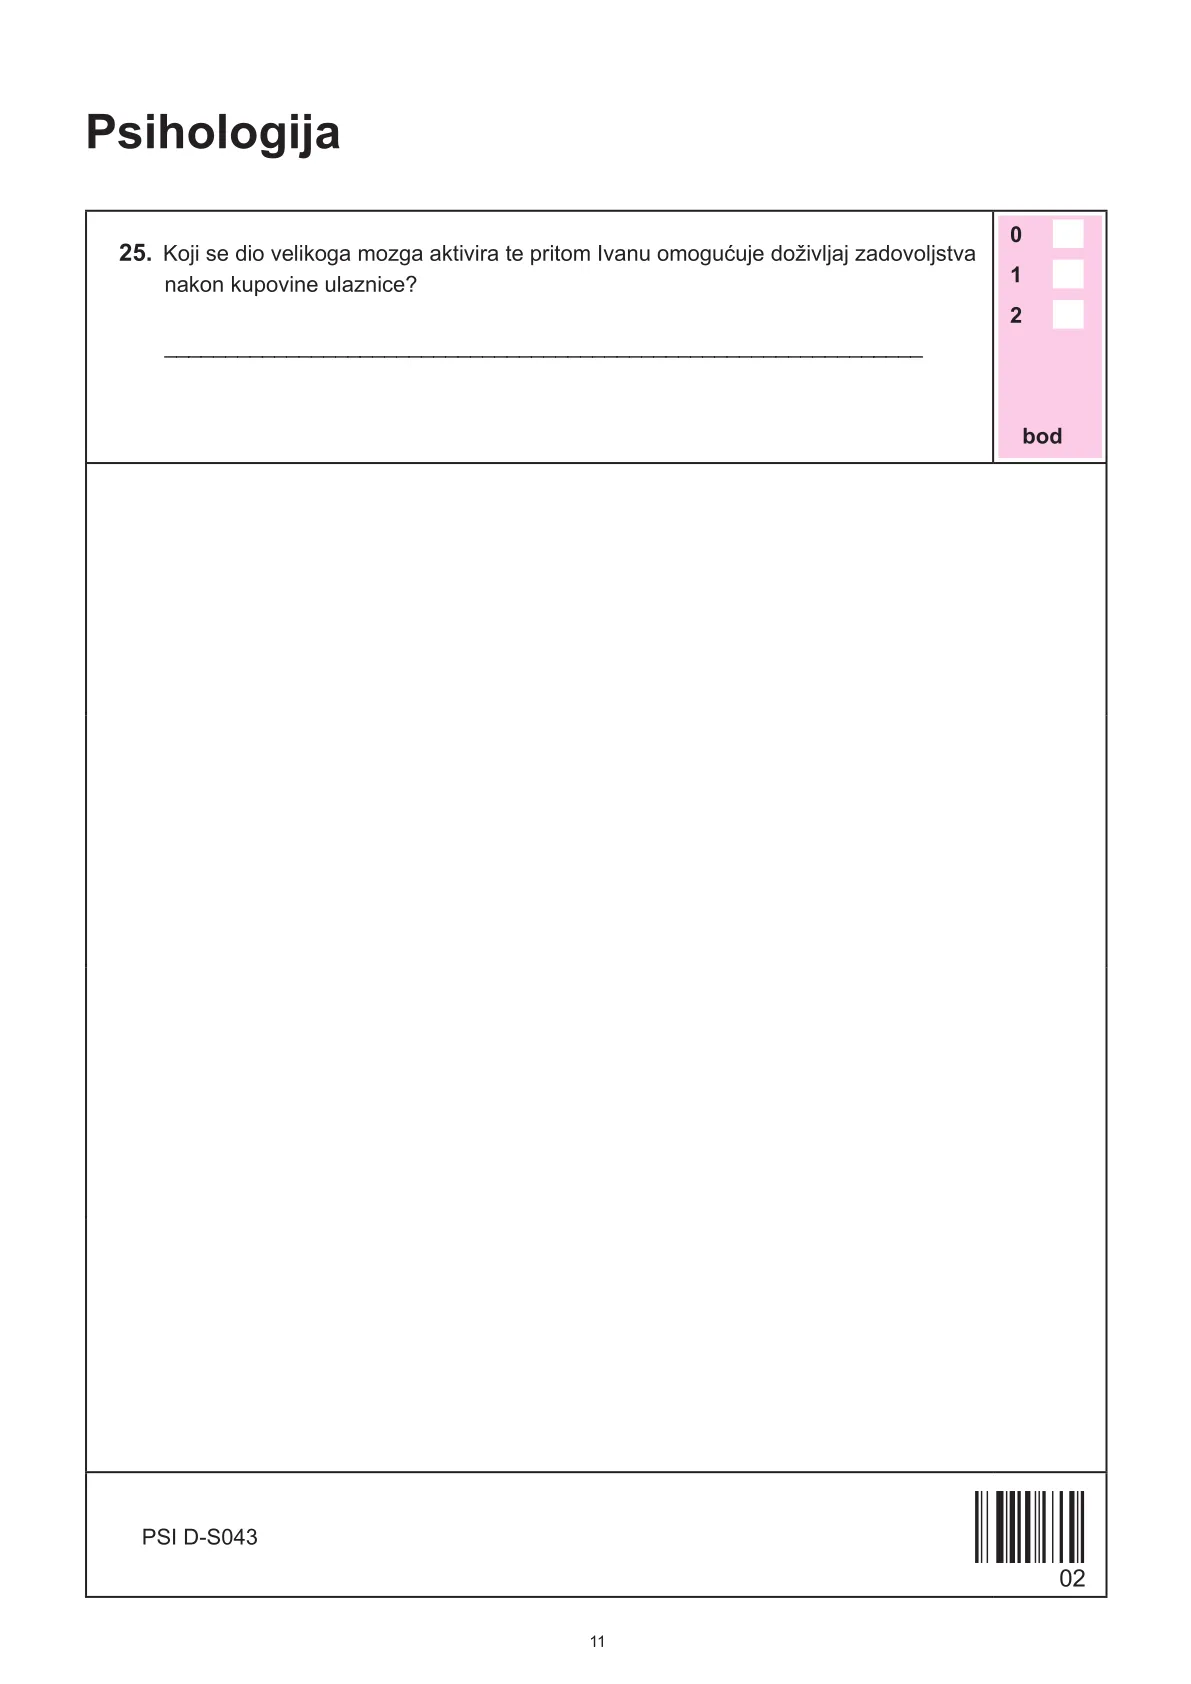 Psihologija
25. Koji se dio velikoga mozga aktivira te pritom Ivanu omogućuje doživljaj zadovoljstva
nakon kupovine ulaznice?
0
1
2
bod
PSI D-S043
02
11